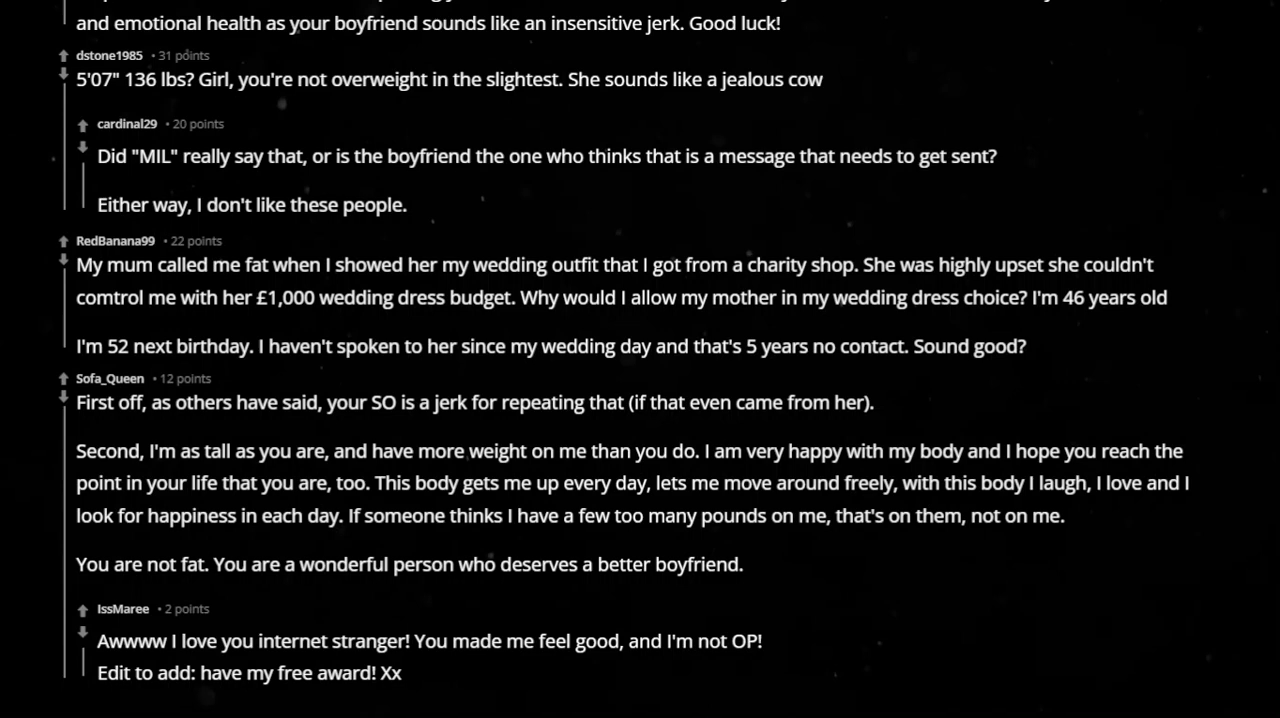 and emotional health as your boyfriend sounds like an insensitive jerk. Good luck!
dstone1985 • 31 points
5'07" 136 lbs? Girl, you're not overweight in the slightest. She sounds like a jealous cow
cardinal29 • 20 points
Did "MIL" really say that, or is the boyfriend the one who thinks that is a message that needs to get sent?
Either way, I don't like these people.
RedBanana99 • 22 points
My mum called me fat when I showed her my wedding outfit that I got from a charity shop. She was highly upset she couldn't
comtrol me with her £1,000 wedding dress budget. Why would I allow my mother in my wedding dress choice? I'm 46 years old
I'm 52 next birthday. I haven't spoken to her since my wedding day and that's 5 years no contact. Sound good?
Sofa_Queen • 12 points
First off, as others have said, your SO is a jerk for repeating that (if that even came from her).
Second, I'm as tall as you are, and have more weight on me than you do. I am very happy with my body and I hope you reach the
point in your life that you are, too. This body gets me up every day, lets me move around freely, with this body I laugh, I love and I
look for happiness in each day. If someone thinks I have a few too many pounds on me, that's on them, not on me.
You are not fat. You are a wonderful person who deserves a better boyfriend.
IssMaree • 2 points
Awwww I love you internet stranger! You made me feel good, and I'm not OP!
Edit to add: have my free award! Xx